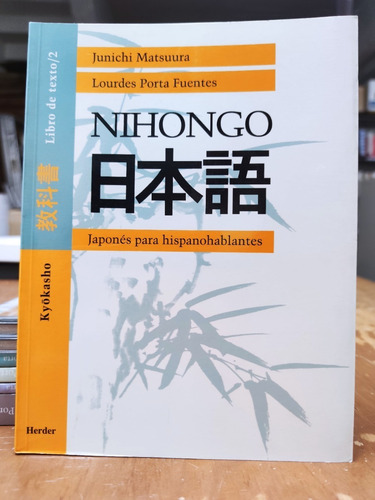 Junichi Matsuura
Lourdes Porta Fuentes
NIHONGO
日本語
Japonés para hispanohablantes
Kyōkasho 教科書 Libro de texto/2
Herder